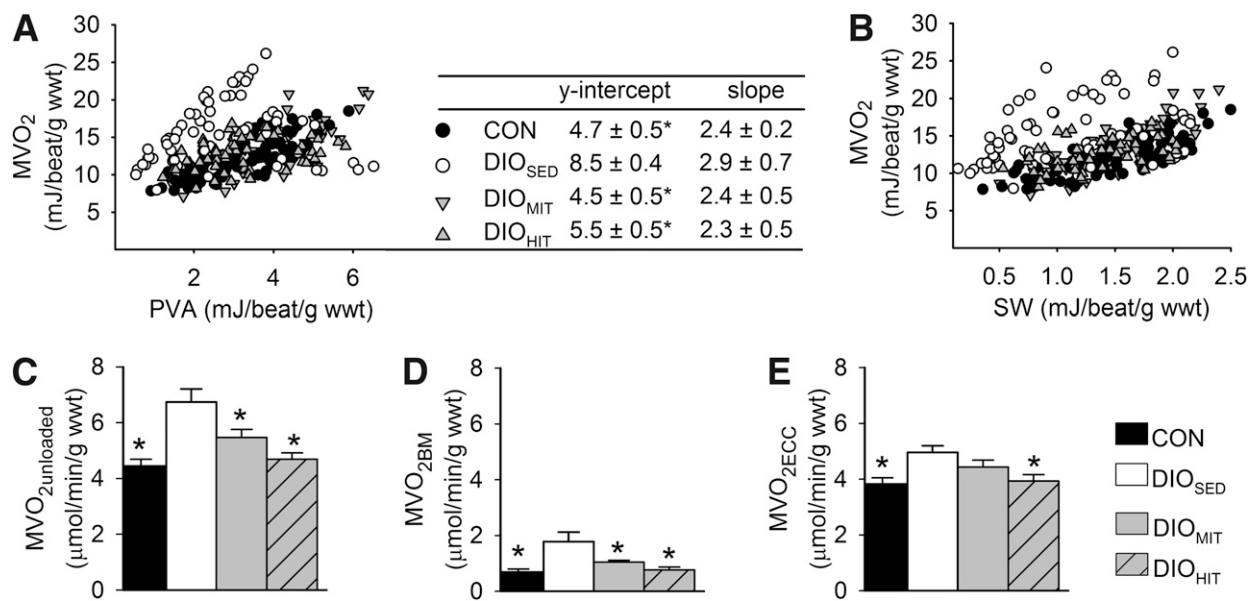 A
MVO2
(mJ/beat/g wwt)
30
25
20
15
10
5
2 4 6
PVA (mJ/beat/g wwt)
y-intercept slope
CON 4.7 ± 0.5* 2.4 ± 0.2
DIOSED 8.5 ± 0.4 2.9 ± 0.7
DIOMIT 4.5 ± 0.5* 2.4 ± 0.5
DIOHIT 5.5 ± 0.5* 2.3 ± 0.5
B
MVO2
(mJ/beat/g wwt)
30
25
20
15
10
5
0.5 1.0 1.5 2.0 2.5
SW (mJ/beat/g wwt)
C
MVO2unloaded
(μmol/min/g wwt)
8
6
4
2
0
* * *
D
MVO2BM
(μmol/min/g wwt)
8
6
4
2
0
* * *
E
MVO2ECC
(μmol/min/g wwt)
8
6
4
2
0
* *
CON
DIOSED
DIOMIT
DIOHIT